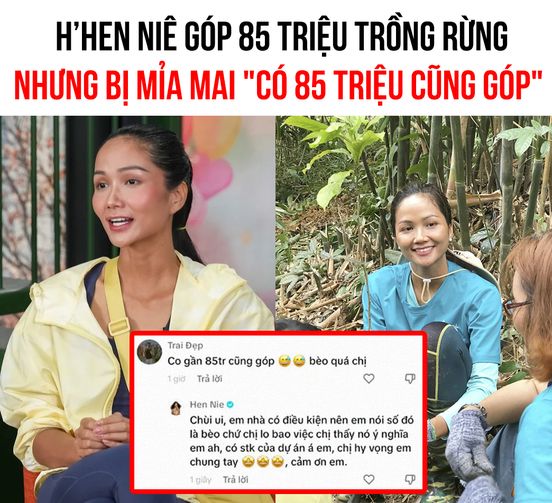 H'HEN NIÊ GÓP 85 TRIỆU TRỒNG RỪNG
NHƯNG BỊ MỈA MAI "CÓ 85 TRIỆU CŨNG GÓP"
Trai Đẹp
Co gần 85tr cũng góp 😅😅 bèo quá chị
1 giờ Trả lời
Hen Nie
Chùi ui, em nhà có điều kiện nên em nói số đó
là bèo chứ chị lo bao việc chị thấy nó ý nghĩa
em ah, có stk của dự án á em, chị hy vọng em
chung tay 🤩🤩🤩, cảm ơn em.
1 giây Trả lời